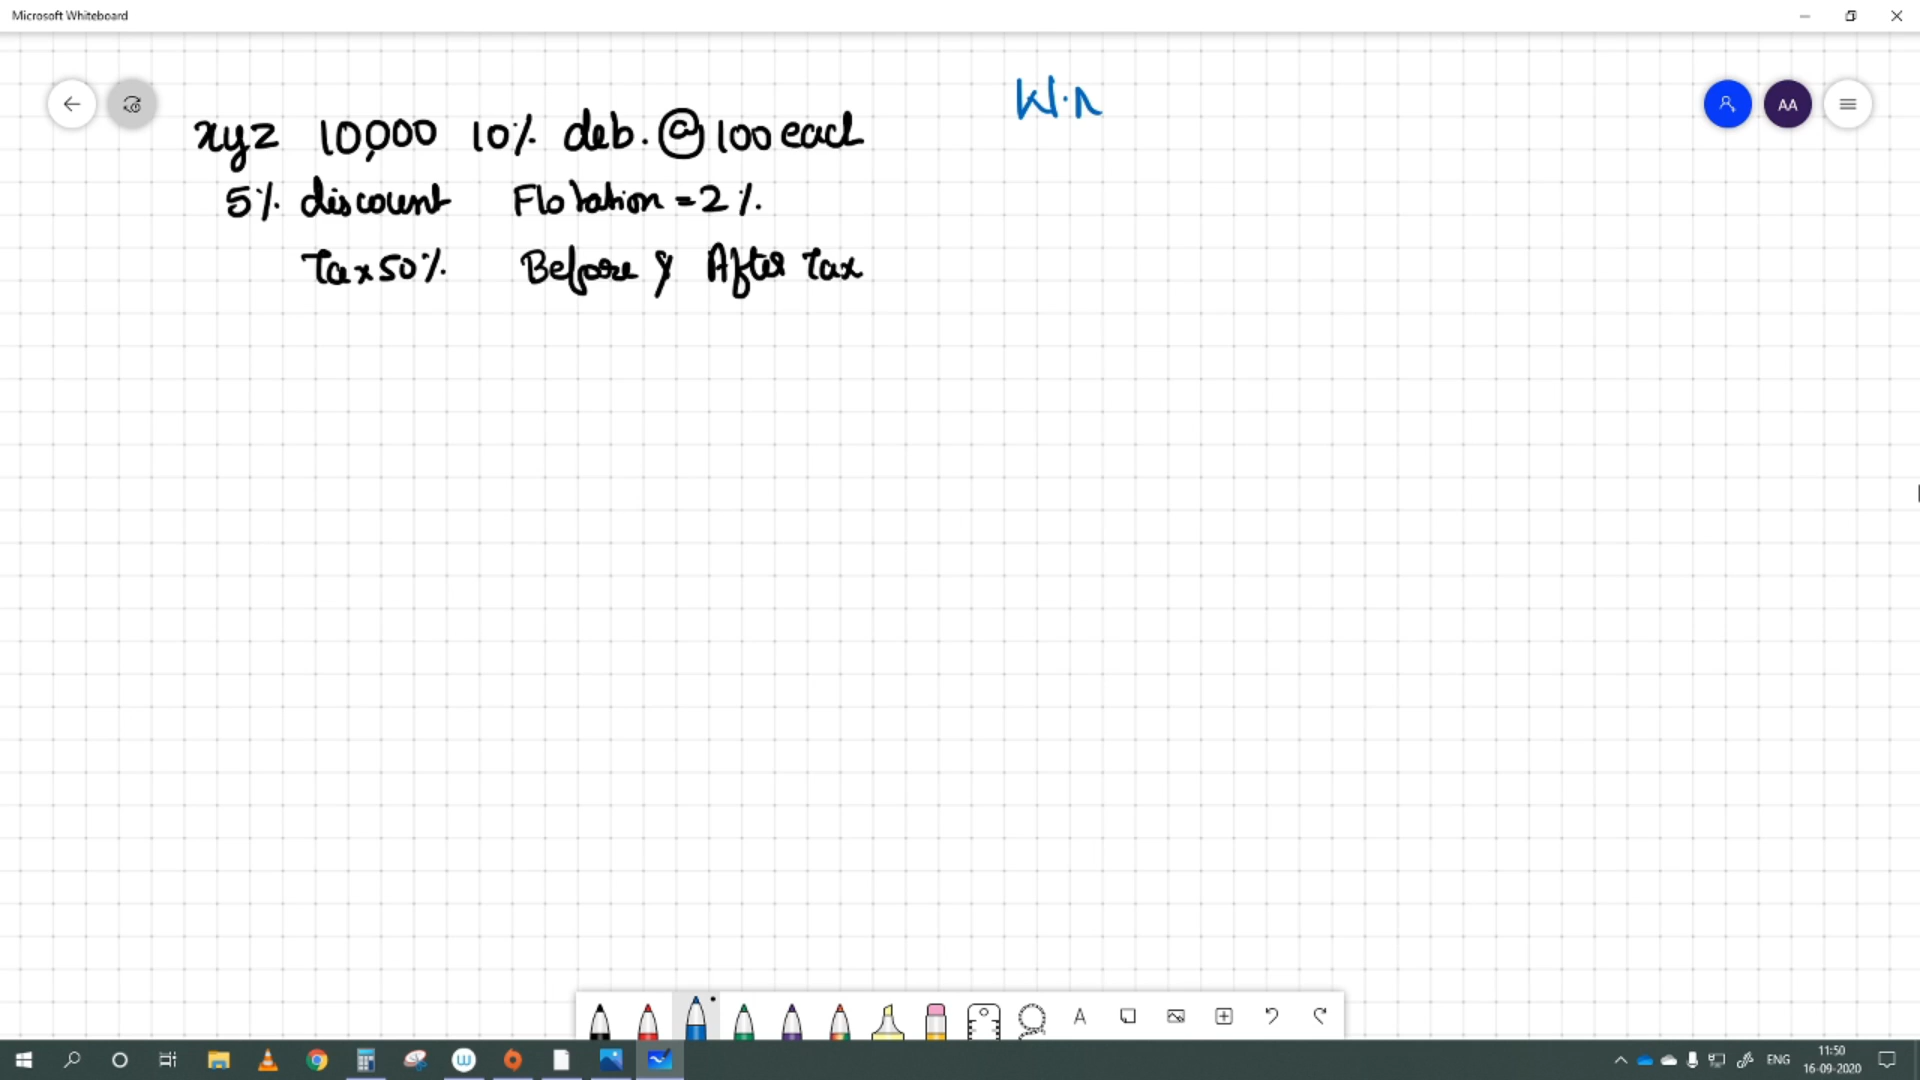 Microsoft Whiteboard
W.N
AA
xyz 10,000 10% deb. @ 100 each
5% discount Flotation = 2%.
Tax 50% Before & After Tax
A
ENG
11:50
16-09-2020